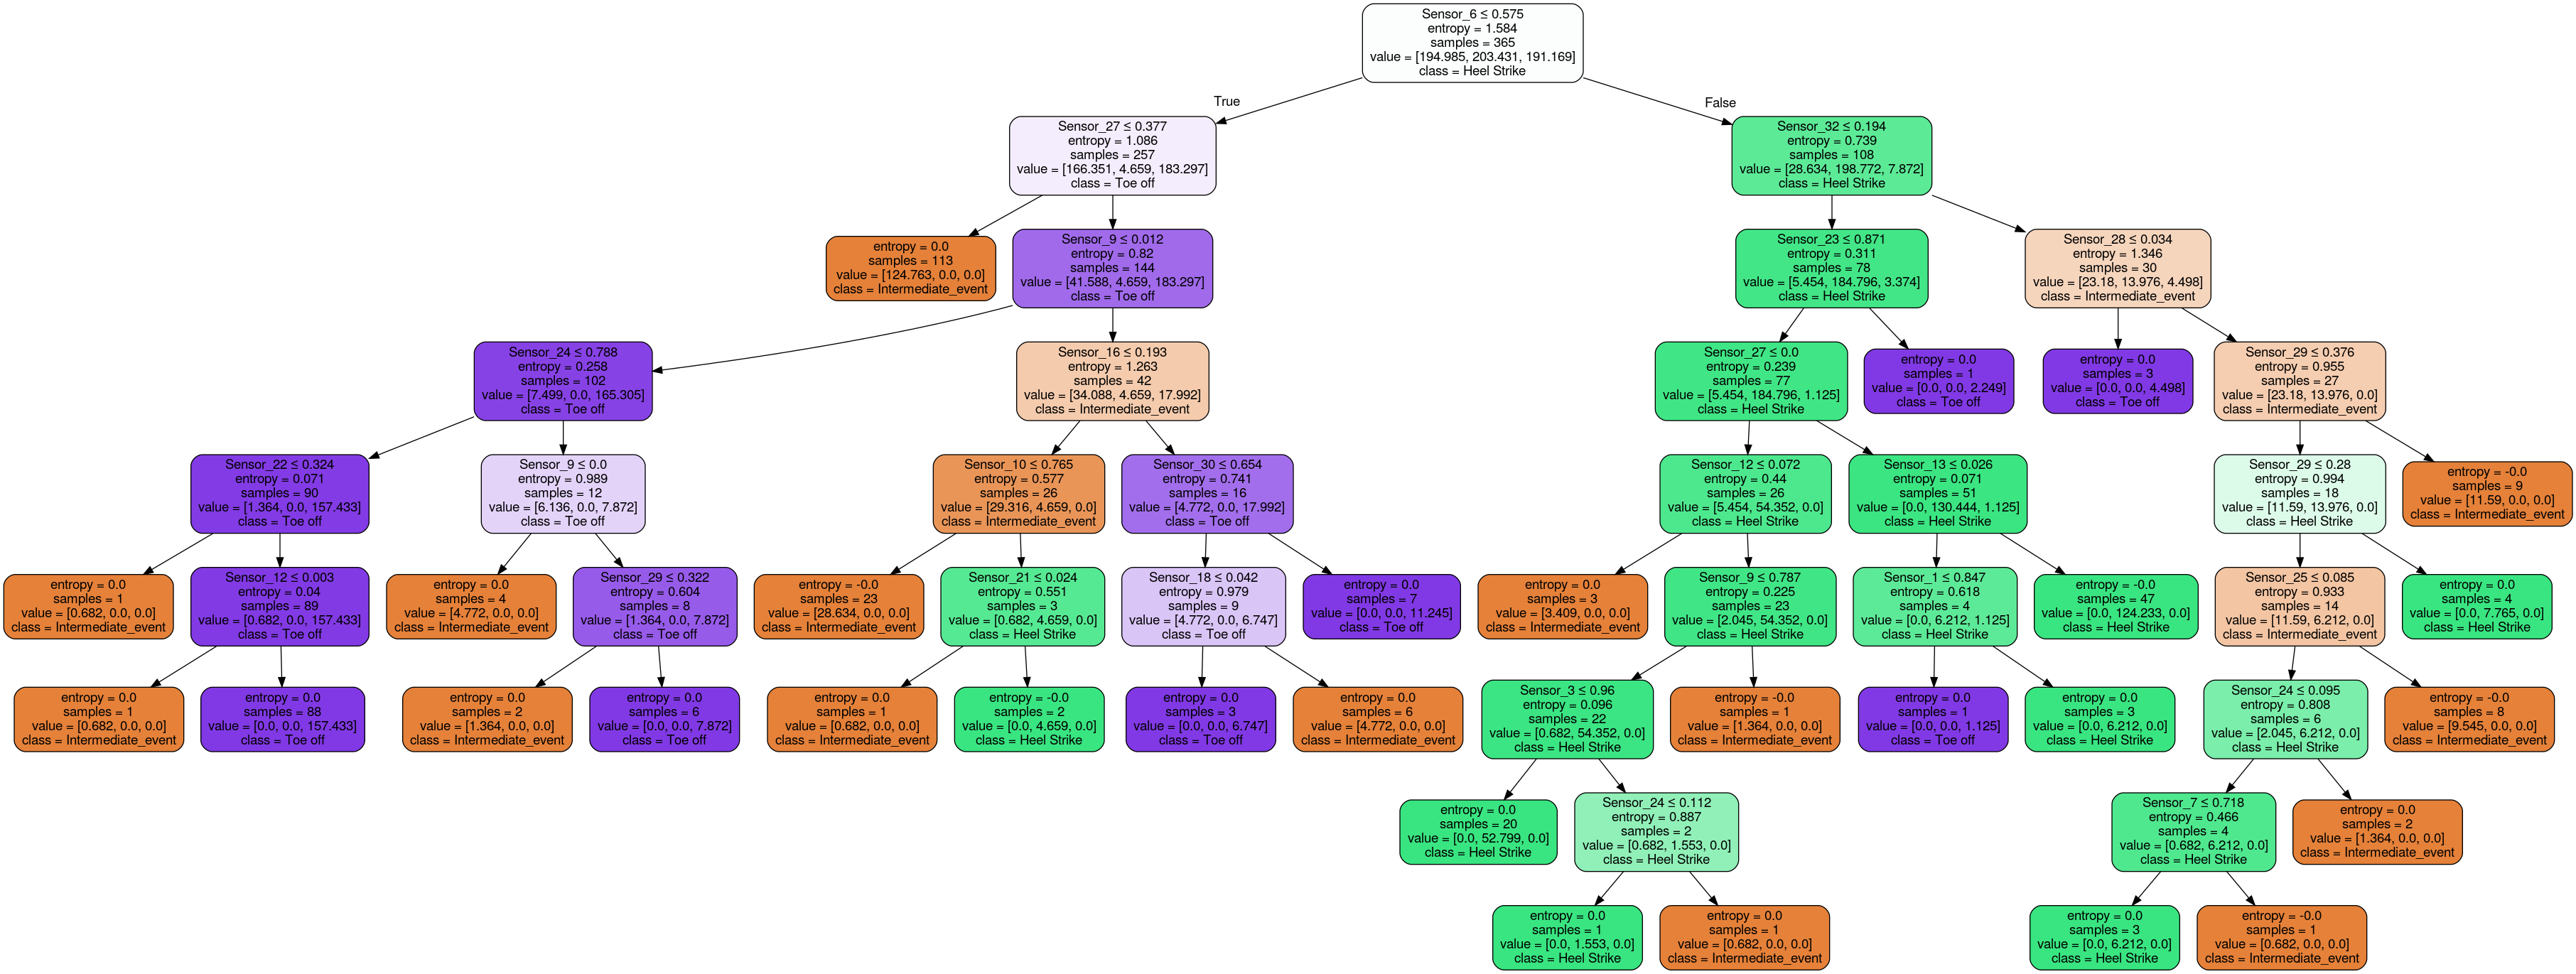 Sensor_6 ≤ 0.575
entropy = 1.584
samples = 365
value = [194.985, 203.431, 191.169]
class = Heel Strike
True
False
Sensor_27 ≤ 0.377
entropy = 1.086
samples = 257
value = [166.351, 4.659, 183.297]
class = Toe off
Sensor_32 ≤ 0.194
entropy = 0.739
samples = 108
value = [28.634, 198.772, 7.872]
class = Heel Strike
entropy = 0.0
samples = 113
value = [124.763, 0.0, 0.0]
class = Intermediate_event
Sensor_9 ≤ 0.012
entropy = 0.82
samples = 144
value = [41.588, 4.659, 183.297]
class = Toe off
Sensor_23 ≤ 0.871
entropy = 0.311
samples = 78
value = [5.454, 184.796, 3.374]
class = Heel Strike
Sensor_28 ≤ 0.034
entropy = 1.346
samples = 30
value = [23.18, 13.976, 4.498]
class = Intermediate_event
Sensor_24 ≤ 0.788
entropy = 0.258
samples = 102
value = [7.499, 0.0, 165.305]
class = Toe off
Sensor_16 ≤ 0.193
entropy = 1.263
samples = 42
value = [34.088, 4.659, 17.992]
class = Intermediate_event
Sensor_27 ≤ 0.0
entropy = 0.239
samples = 77
value = [5.454, 184.796, 1.125]
class = Heel Strike
entropy = 0.0
samples = 1
value = [0.0, 0.0, 2.249]
class = Toe off
entropy = 0.0
samples = 3
value = [0.0, 0.0, 4.498]
class = Toe off
Sensor_29 ≤ 0.376
entropy = 0.955
samples = 27
value = [23.18, 13.976, 0.0]
class = Intermediate_event
Sensor_22 ≤ 0.324
entropy = 0.071
samples = 90
value = [1.364, 0.0, 157.433]
class = Toe off
Sensor_9 ≤ 0.0
entropy = 0.989
samples = 12
value = [6.136, 0.0, 7.872]
class = Toe off
Sensor_10 ≤ 0.765
entropy = 0.577
samples = 26
value = [29.316, 4.659, 0.0]
class = Intermediate_event
Sensor_30 ≤ 0.654
entropy = 0.741
samples = 16
value = [4.772, 0.0, 17.992]
class = Toe off
Sensor_12 ≤ 0.072
entropy = 0.44
samples = 26
value = [5.454, 54.352, 0.0]
class = Heel Strike
Sensor_13 ≤ 0.026
entropy = 0.071
samples = 51
value = [0.0, 130.444, 1.125]
class = Heel Strike
Sensor_29 ≤ 0.28
entropy = 0.994
samples = 18
value = [11.59, 13.976, 0.0]
class = Heel Strike
entropy = -0.0
samples = 9
value = [11.59, 0.0, 0.0]
class = Intermediate_event
entropy = 0.0
samples = 1
value = [0.682, 0.0, 0.0]
class = Intermediate_event
Sensor_12 ≤ 0.003
entropy = 0.04
samples = 89
value = [0.682, 0.0, 157.433]
class = Toe off
entropy = 0.0
samples = 4
value = [4.772, 0.0, 0.0]
class = Intermediate_event
Sensor_29 ≤ 0.322
entropy = 0.604
samples = 8
value = [1.364, 0.0, 7.872]
class = Toe off
entropy = -0.0
samples = 23
value = [28.634, 0.0, 0.0]
class = Intermediate_event
Sensor_21 ≤ 0.024
entropy = 0.551
samples = 3
value = [0.682, 4.659, 0.0]
class = Heel Strike
Sensor_18 ≤ 0.042
entropy = 0.979
samples = 9
value = [4.772, 0.0, 6.747]
class = Toe off
entropy = 0.0
samples = 7
value = [0.0, 0.0, 11.245]
class = Toe off
entropy = 0.0
samples = 3
value = [3.409, 0.0, 0.0]
class = Intermediate_event
Sensor_9 ≤ 0.787
entropy = 0.225
samples = 23
value = [2.045, 54.352, 0.0]
class = Heel Strike
Sensor_1 ≤ 0.847
entropy = 0.618
samples = 4
value = [0.0, 6.212, 1.125]
class = Heel Strike
entropy = -0.0
samples = 47
value = [0.0, 124.233, 0.0]
class = Heel Strike
Sensor_25 ≤ 0.085
entropy = 0.933
samples = 14
value = [11.59, 6.212, 0.0]
class = Intermediate_event
entropy = 0.0
samples = 4
value = [0.0, 7.765, 0.0]
class = Heel Strike
entropy = 0.0
samples = 1
value = [0.682, 0.0, 0.0]
class = Intermediate_event
entropy = 0.0
samples = 88
value = [0.0, 0.0, 157.433]
class = Toe off
entropy = 0.0
samples = 2
value = [1.364, 0.0, 0.0]
class = Intermediate_event
entropy = 0.0
samples = 6
value = [0.0, 0.0, 7.872]
class = Toe off
entropy = 0.0
samples = 1
value = [0.682, 0.0, 0.0]
class = Intermediate_event
entropy = -0.0
samples = 2
value = [0.0, 4.659, 0.0]
class = Heel Strike
entropy = 0.0
samples = 3
value = [0.0, 0.0, 6.747]
class = Toe off
entropy = 0.0
samples = 6
value = [4.772, 0.0, 0.0]
class = Intermediate_event
Sensor_3 ≤ 0.96
entropy = 0.096
samples = 22
value = [0.682, 54.352, 0.0]
class = Heel Strike
entropy = -0.0
samples = 1
value = [1.364, 0.0, 0.0]
class = Intermediate_event
entropy = 0.0
samples = 1
value = [0.0, 0.0, 1.125]
class = Toe off
entropy = 0.0
samples = 3
value = [0.0, 6.212, 0.0]
class = Heel Strike
Sensor_24 ≤ 0.095
entropy = 0.808
samples = 6
value = [2.045, 6.212, 0.0]
class = Heel Strike
entropy = -0.0
samples = 8
value = [9.545, 0.0, 0.0]
class = Intermediate_event
entropy = 0.0
samples = 20
value = [0.0, 52.799, 0.0]
class = Heel Strike
Sensor_24 ≤ 0.112
entropy = 0.887
samples = 2
value = [0.682, 1.553, 0.0]
class = Heel Strike
Sensor_7 ≤ 0.718
entropy = 0.466
samples = 4
value = [0.682, 6.212, 0.0]
class = Heel Strike
entropy = 0.0
samples = 2
value = [1.364, 0.0, 0.0]
class = Intermediate_event
entropy = 0.0
samples = 1
value = [0.0, 1.553, 0.0]
class = Heel Strike
entropy = 0.0
samples = 1
value = [0.682, 0.0, 0.0]
class = Intermediate_event
entropy = 0.0
samples = 3
value = [0.0, 6.212, 0.0]
class = Heel Strike
entropy = -0.0
samples = 1
value = [0.682, 0.0, 0.0]
class = Intermediate_event